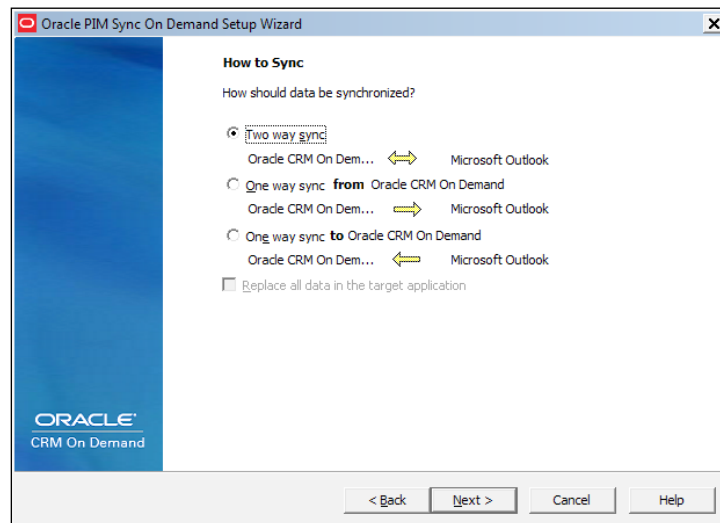 Oracle PIM Sync On Demand Setup Wizard
How to Sync
How should data be synchronized?
Two way sync
Oracle CRM On Dem... Microsoft Outlook
One way sync from Oracle CRM On Demand
Oracle CRM On Dem... Microsoft Outlook
One way sync to Oracle CRM On Demand
Oracle CRM On Dem... Microsoft Outlook
Replace all data in the target application
ORACLE
CRM On Demand
< Back Next > Cancel Help